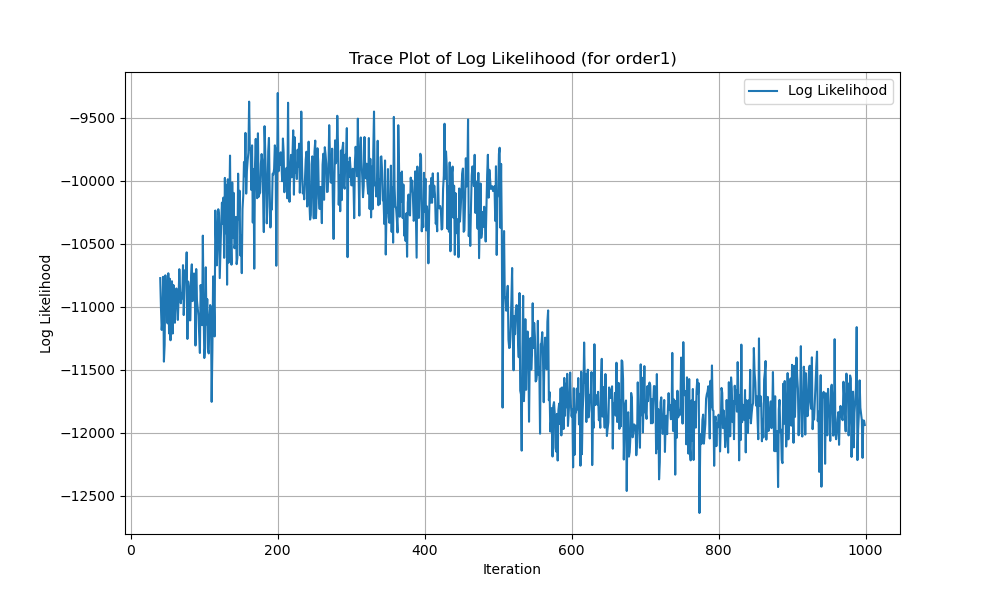 Trace Plot of Log Likelihood (for order1)
Log Likelihood
−9500
−10000
−10500
−11000
−11500
−12000
−12500
Log Likelihood
0 200 400 600 800 1000
Iteration